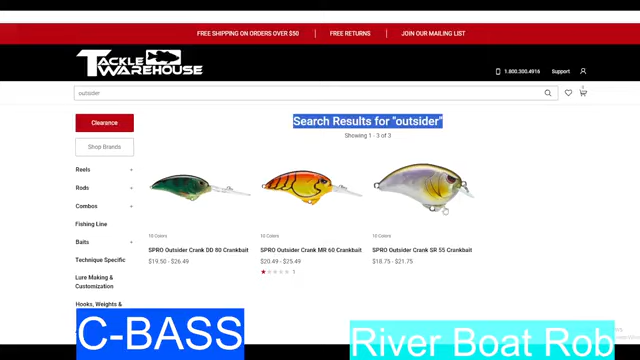 FREE SHIPPING ON ORDERS OVER $50
FREE RETURNS
JOIN OUR MAILING LIST
TACKLE WAREHOUSE
1.800.300.4916
Support
0
outsider
Clearance
Shop Brands
Reels +
Rods +
Combos +
Fishing Line
Baits +
Technique Specific
Lure Making &
Customization
Hooks, Weights &
Search Results for "outsider"
Showing 1 - 3 of 3
10 Colors
SPRO Outsider Crank DD 80 Crankbait
$19.50 - $26.49
10 Colors
SPRO Outsider Crank MR 60 Crankbait
$20.49 - $25.49
1
10 Colors
SPRO Outsider Crank SR 55 Crankbait
$18.75 - $21.75
C-BASS
River Boat Rob